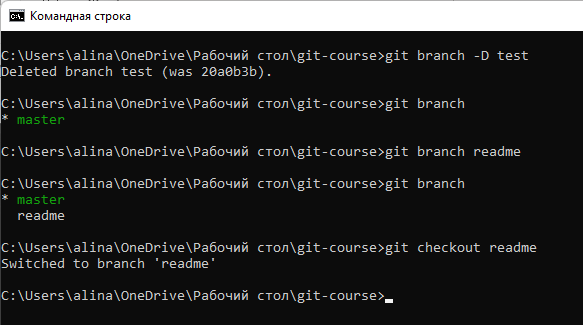 Командная строка
C:\Users\alina\OneDrive\Рабочий стол\git-course>git branch -D test
Deleted branch test (was 20a0b3b).
C:\Users\alina\OneDrive\Рабочий стол\git-course>git branch
* master
C:\Users\alina\OneDrive\Рабочий стол\git-course>git branch readme
C:\Users\alina\OneDrive\Рабочий стол\git-course>git branch
* master
  readme
C:\Users\alina\OneDrive\Рабочий стол\git-course>git checkout readme
Switched to branch 'readme'
C:\Users\alina\OneDrive\Рабочий стол\git-course>